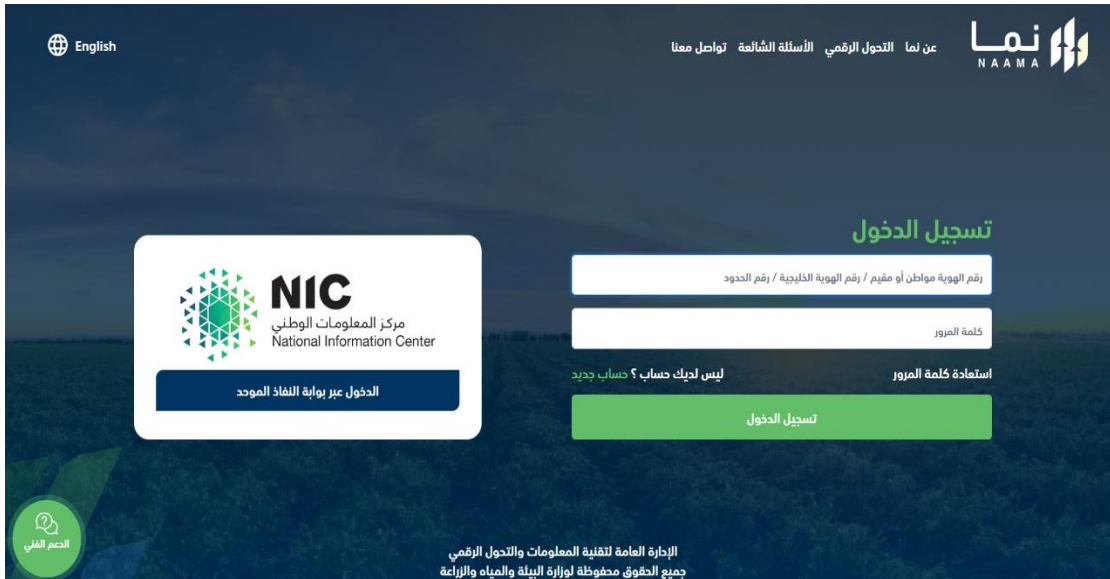 نما
NAAMA
عن نما
التحول الرقمي
الأسئلة الشائعة
تواصل معنا
English
تسجيل الدخول
رقم الهوية مواطن أو مقيم / رقم الهوية الخليجية / رقم الحدود
كلمة المرور
استعادة كلمة المرور
ليس لديك حساب ؟ حساب جديد
تسجيل الدخول
NIC
مركز المعلومات الوطني
National Information Center
الدخول عبر بوابة النفاذ الموحد
الدعم الفني
الإدارة العامة لتقنية المعلومات والتحول الرقمي
جميع الحقوق محفوظة لوزارة البيئة والمياه والزراعة